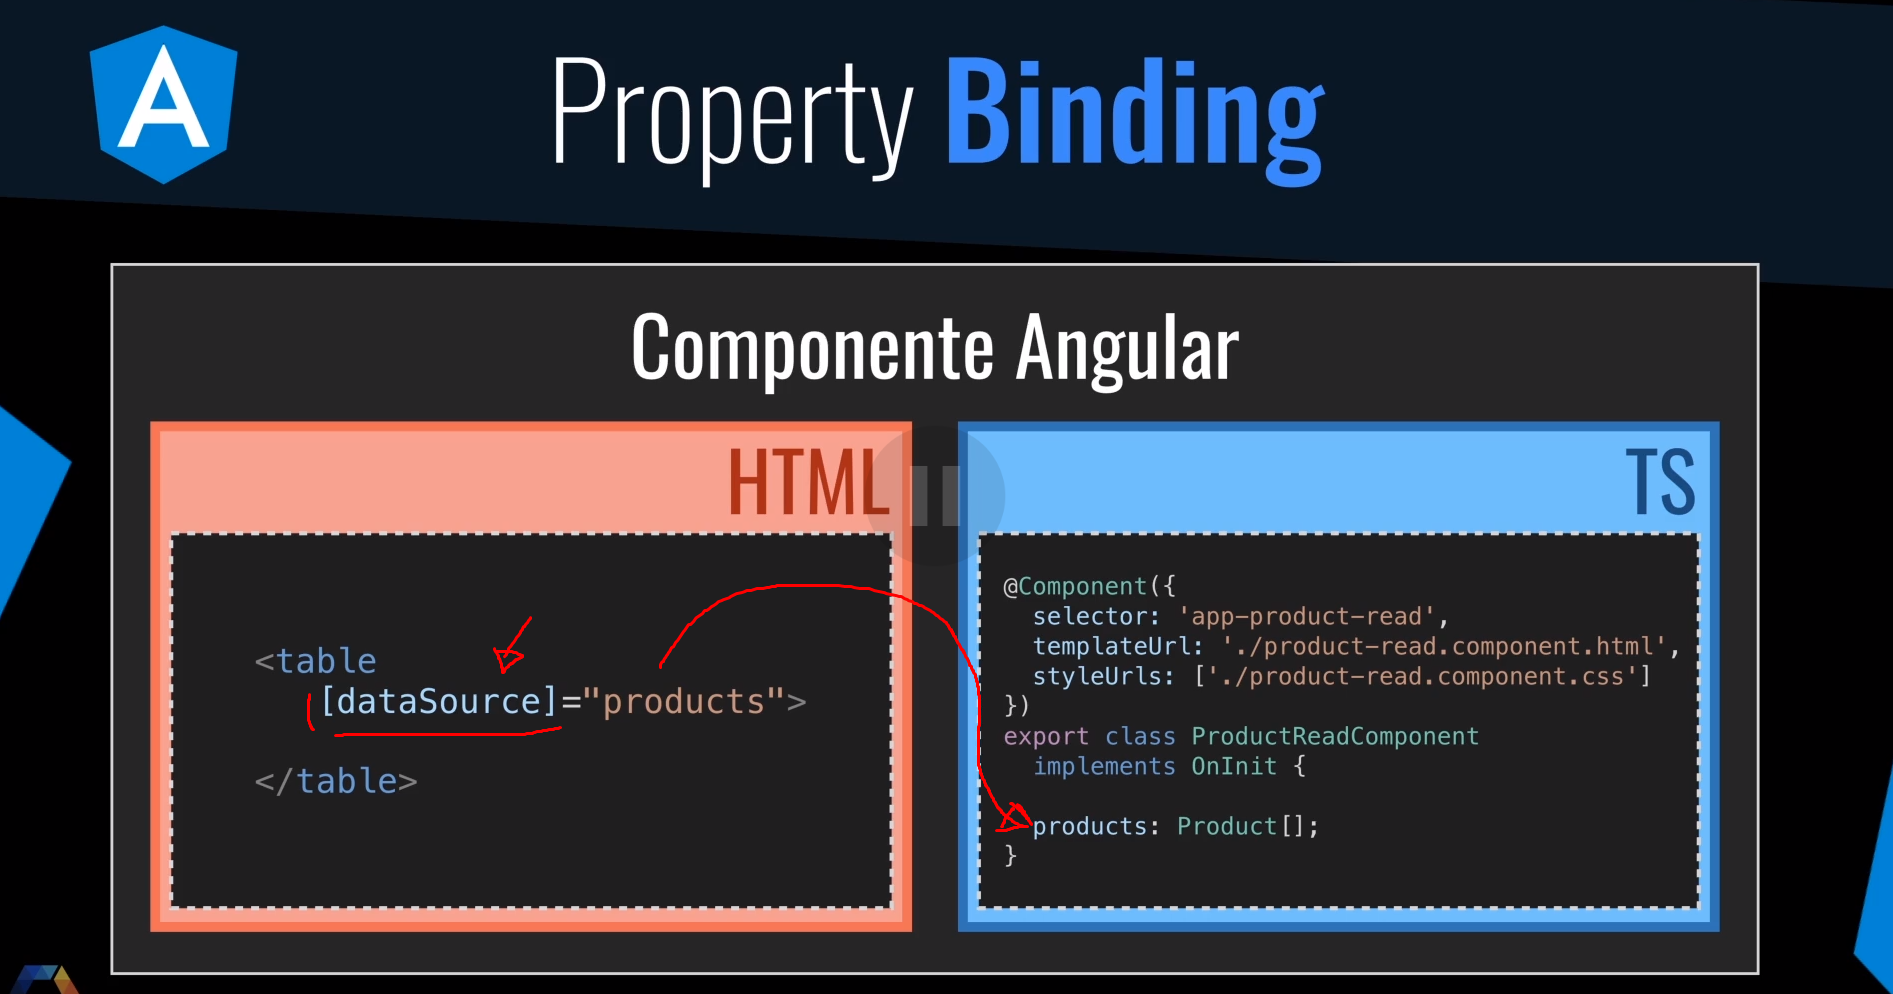 Property Binding
Componente Angular
HTML
<table
[dataSource]="products">
</table>
TS
@Component({
selector: 'app-product-read',
templateUrl: './product-read.component.html',
styleUrls: ['./product-read.component.css']
})
export class ProductReadComponent
implements OnInit {
products: Product[];
}